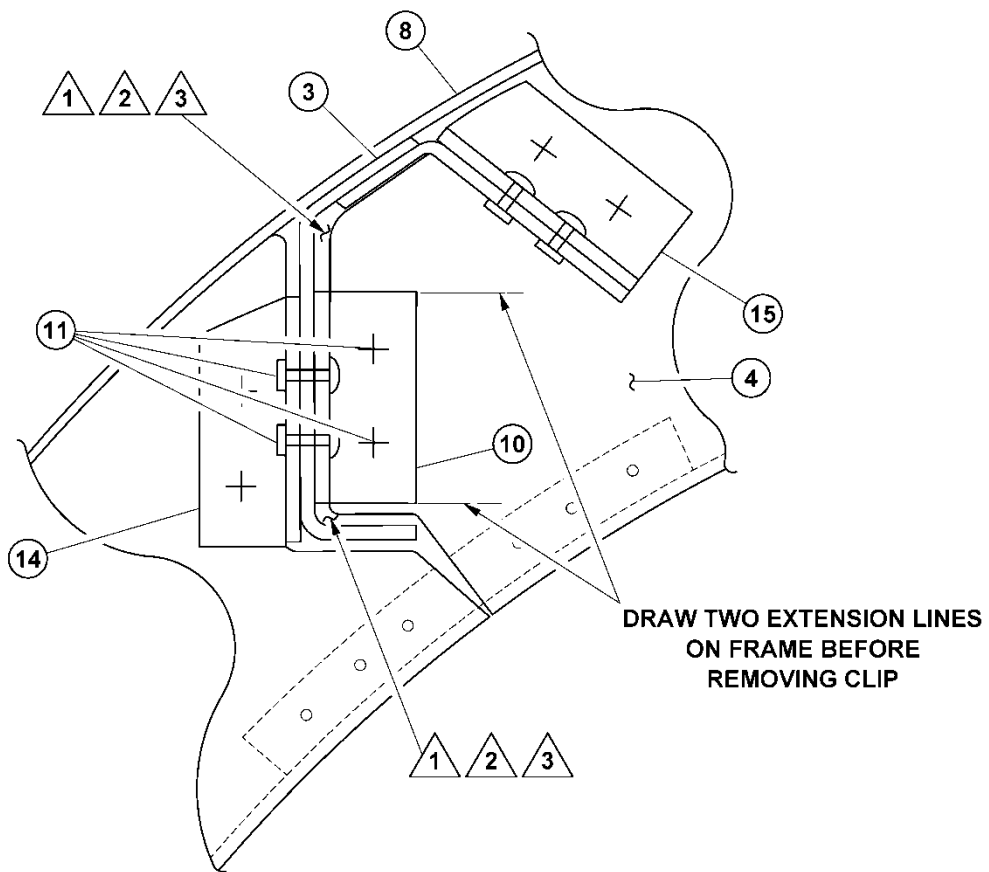 8
1 2 3
3
15
11
4
10
14
DRAW TWO EXTENSION LINES
ON FRAME BEFORE
REMOVING CLIP
1 2 3